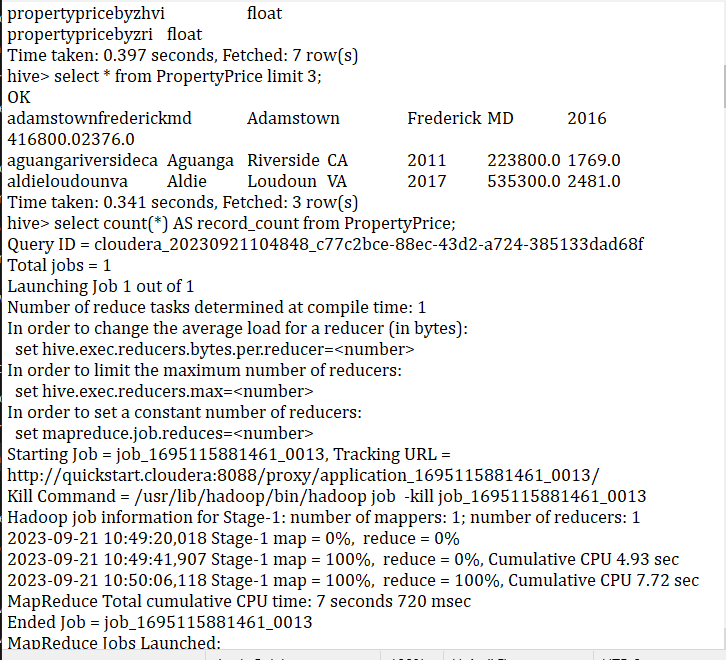 propertypricebyzhvi float
propertypricebyzri float
Time taken: 0.397 seconds, Fetched: 7 row(s)
hive> select * from PropertyPrice limit 3;
OK
adamstownfrederickmd Adamstown Frederick MD 2016
416800.02376.0
aguangariversideca Aguanga Riverside CA 2011 223800.0 1769.0
aldieloudounva Aldie Loudoun VA 2017 535300.0 2481.0
Time taken: 0.341 seconds, Fetched: 3 row(s)
hive> select count(*) AS record_count from PropertyPrice;
Query ID = cloudera_20230921104848_c77c2bce-88ec-43d2-a724-385133dad68f
Total jobs = 1
Launching Job 1 out of 1
Number of reduce tasks determined at compile time: 1
In order to change the average load for a reducer (in bytes):
set hive.exec.reducers.bytes.per.reducer=<number>
In order to limit the maximum number of reducers:
set hive.exec.reducers.max=<number>
In order to set a constant number of reducers:
set mapreduce.job.reduces=<number>
Starting Job = job_1695115881461_0013, Tracking URL =
http://quickstart.cloudera:8088/proxy/application_1695115881461_0013/
Kill Command = /usr/lib/hadoop/bin/hadoop job -kill job_1695115881461_0013
Hadoop job information for Stage-1: number of mappers: 1; number of reducers: 1
2023-09-21 10:49:20,018 Stage-1 map = 0%, reduce = 0%
2023-09-21 10:49:41,907 Stage-1 map = 100%, reduce = 0%, Cumulative CPU 4.93 sec
2023-09-21 10:50:06,118 Stage-1 map = 100%, reduce = 100%, Cumulative CPU 7.72 sec
MapReduce Total cumulative CPU time: 7 seconds 720 msec
Ended Job = job_1695115881461_0013
MapReduce Jobs Launched: